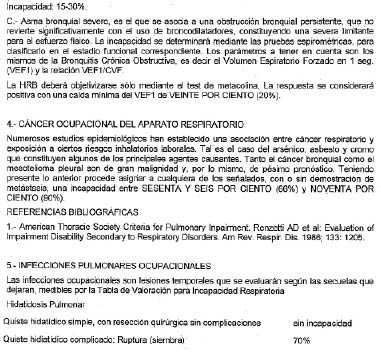 Incapacidad: 15-30%.
C.- Asma bronquial severo, es el que se asocia a una obstrucción bronquial persistente, que no
revierte significativamente con el uso de broncodilatadores, constituyendo una severa limitante
para el esfuerzo físico. La incapacidad se determinará mediante las pruebas espirométricas, para
clasificarlo en el estadio funcional correspondiente. Los parámetros a tener en cuenta son los
mismos de la Bronquitis Crónica Obstructiva, es decir el Volumen Espiratorio Forzado en 1 seg.
(VEF1) y la relación VEF1/CVF.
La HRB deberá objetivizarse sólo mediante el test de metacolina. La respuesta se considerará
positiva con una caída mínima del VEF1 de VEINTE POR CIENTO (20%).
4.- CÁNCER OCUPACIONAL DEL APARATO RESPIRATORIO
Numerosos estudios epidemiológicos han establecido una asociación entre cáncer respiratorio y
exposición a ciertos riesgos inhalatorios laborales. Tal es el caso del arsénico, asbesto y cromo
que constituyen algunos de los principales agentes causantes. Tanto el cáncer bronquial como el
mesotelioma pleural son de gran malignidad y, por lo mismo, de pésimo pronóstico. Teniendo
presente lo anterior procede asignar a cualquiera de los señalados, con o sin demostración de
metástasis, una incapacidad entre SESENTA Y SEIS POR CIENTO (66%) y NOVENTA POR
CIENTO (90%).
REFERENCIAS BIBLIOGRÁFICAS
1.- American Thoracic Society Criteria for Pulmonary Inpairment. Renzetti AD et al: Evaluation of
Impairment Disability Secondary to Respiratory Disorders. Am Rev. Respir. Dis. 1986; 133: 1205.
5.- INFECCIONES PULMONARES OCUPACIONALES
Las infecciones ocupacionales son lesiones temporales que se evaluarán según las secuelas que
dejaran, medibles por la Tabla de Valoración para Incapacidad Respiratoria
Hidatidosis Pulmonar
Quiste hidatídico simple, con resección quirúrgica sin complicaciones sin incapacidad
Quiste hidiatídico complicado: Ruptura (siembra) 70%